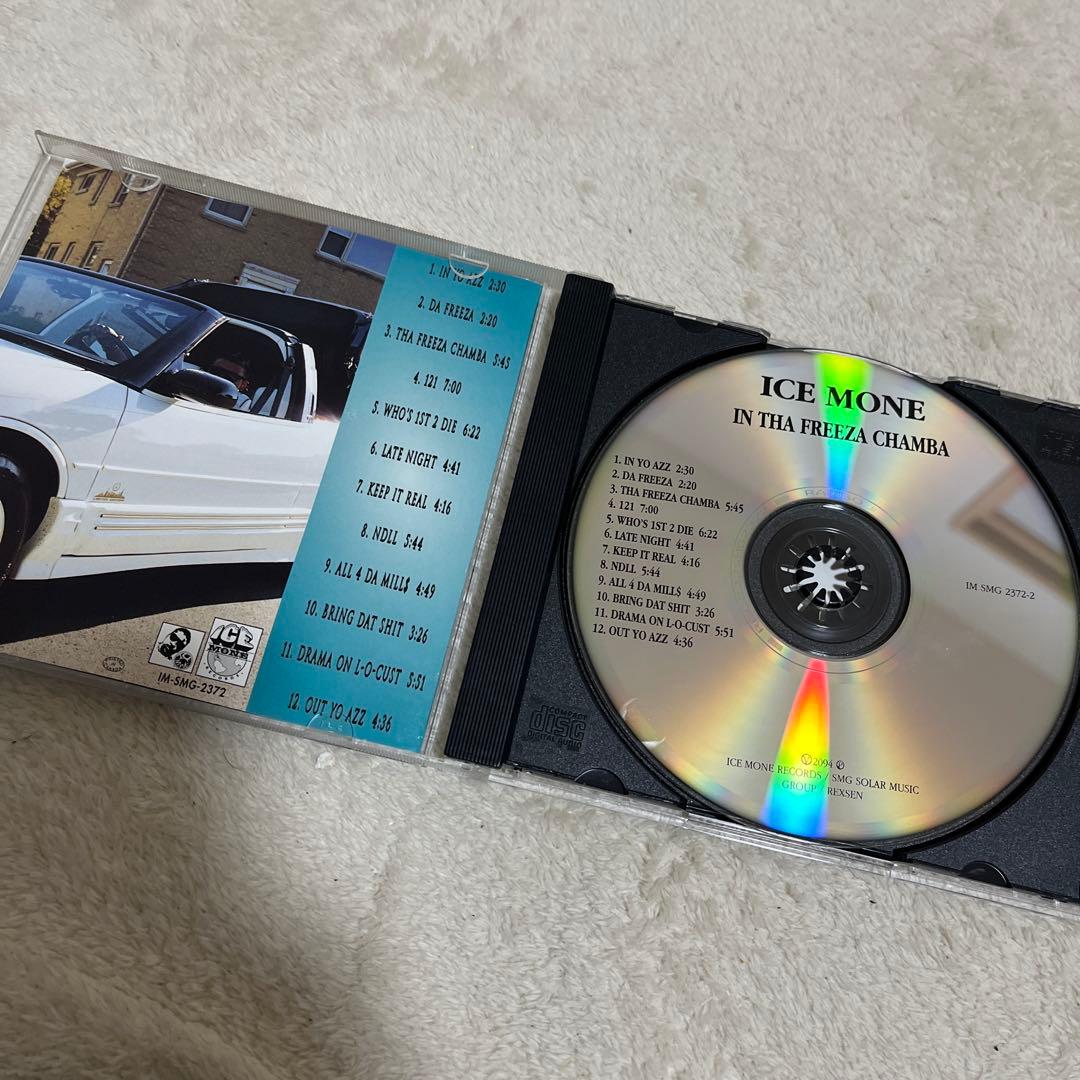 1. IN YO AZZ 2:30
2. DA FREEZA 2:20
3. THA FREEZA CHAMBA 5:45
4. 121 7:00
5. WHO'S 1ST 2 DIE 6:22
6. LATE NIGHT 4:41
7. KEEP IT REAL 4:16
8. NDLL 5:44
9. ALL 4 DA MILL$ 4:49
10. BRING DAT SHIT 3:26
11. DRAMA ON L-O-CUST 5:51
12. OUT YO AZZ 4:36
ICE
MONE
RECORDS
IM-SMG-2372
ICE MONE
IN THA FREEZA CHAMBA
1. IN YO AZZ 2:30
2. DA FREEZA 2:20
3. THA FREEZA CHAMBA 5:45
4. 121 7:00
5. WHO'S 1ST 2 DIE 6:22
6. LATE NIGHT 4:41
7. KEEP IT REAL 4:16
8. NDLL 5:44
9. ALL 4 DA MILL$ 4:49
10. BRING DAT SHIT 3:26
11. DRAMA ON L-O-CUST 5:51
12. OUT YO AZZ 4:36
IM SMG 2372-2
2094 ℗
ICE MONE RECORDS / SMG SOLAR MUSIC
GROUP / REXSEN
COMPACT
disc
DIGITAL AUDIO